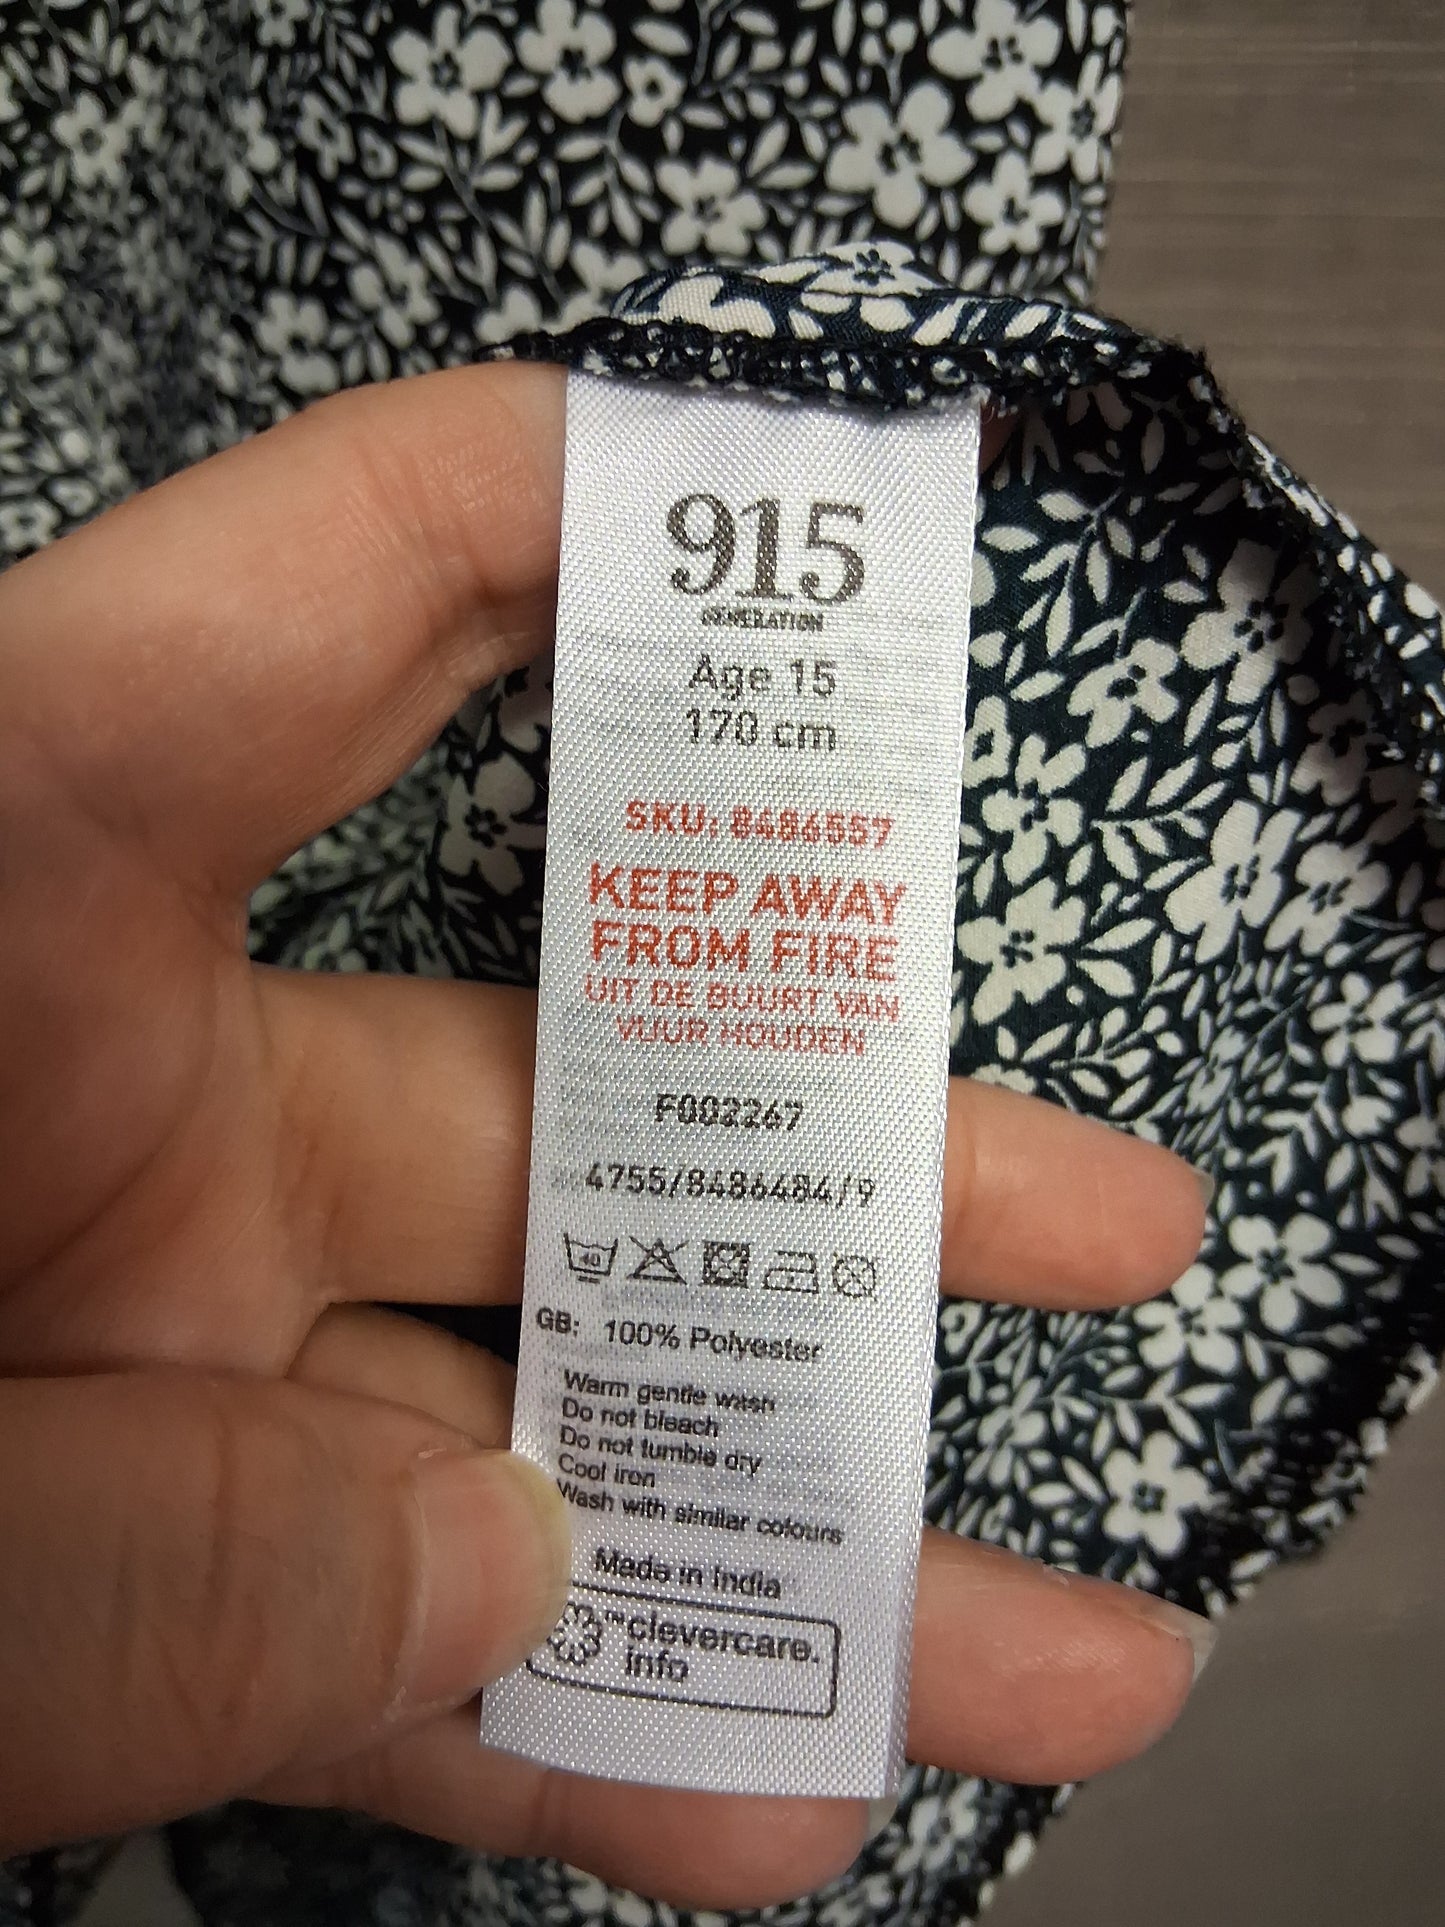 915
GENERATION
Age 15
170 cm
SKU: 8486557
KEEP AWAY
FROM FIRE
UIT DE BUURT VAN
VUUR HOUDEN
F002267
4755/8486484/9
40
GB: 100% Polyester
Warm gentle wash
Do not bleach
Do not tumble dry
Cool iron
Wash with similar colours
Made in India
™clevercare.
info